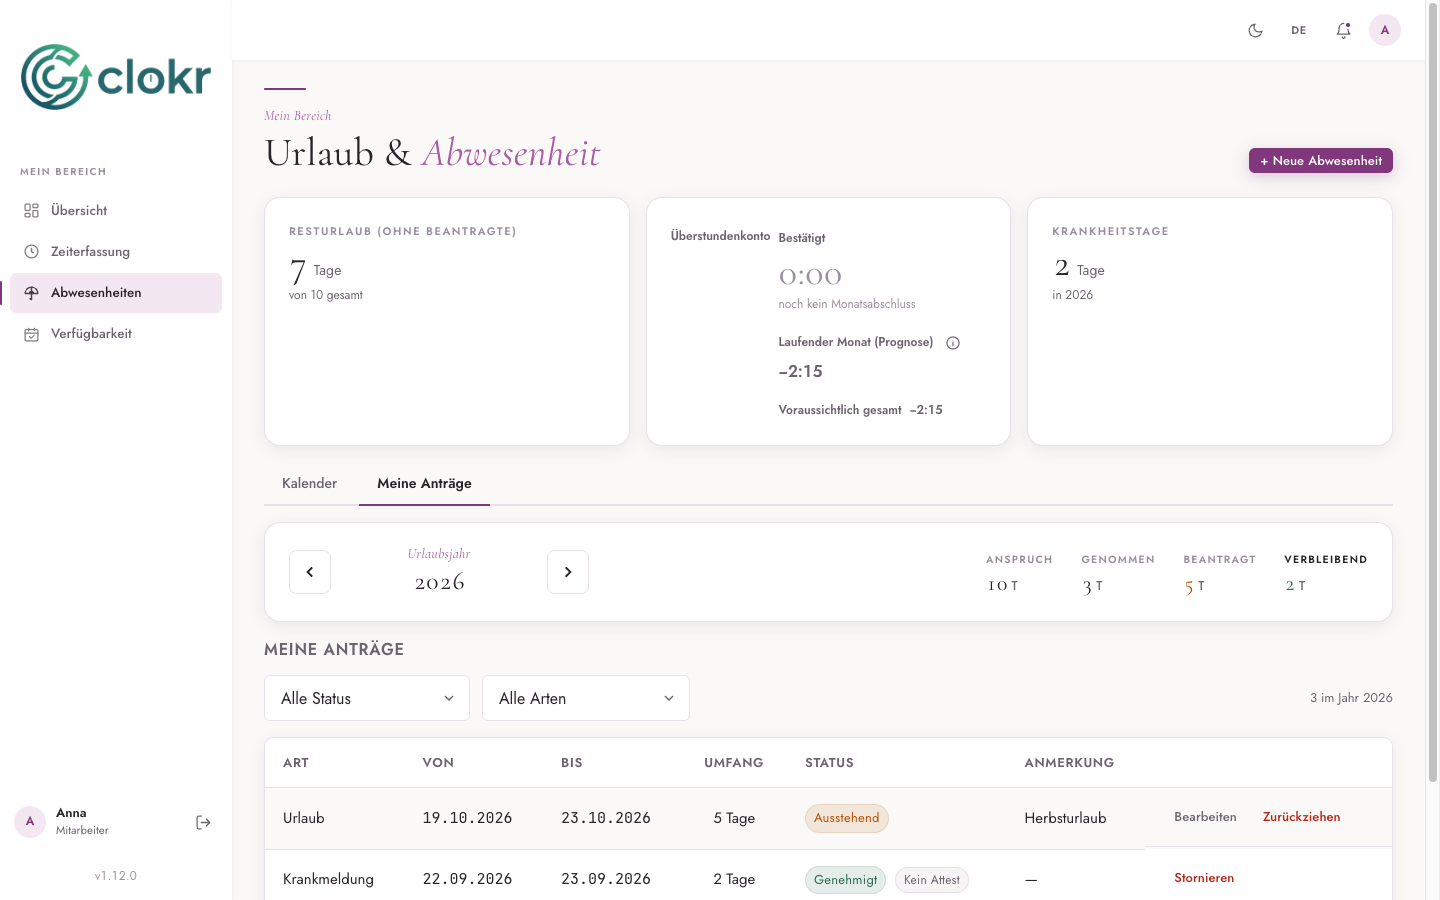 clokr
DE
A
MEIN BEREICH
Übersicht
Zeiterfassung
Abwesenheiten
Verfügbarkeit
A
Anna
Mitarbeiter
v1.12.0
Mein Bereich
Urlaub & Abwesenheit
+ Neue Abwesenheit
RESTURLAUB (OHNE BEANTRAGTE)
7 Tage
von 10 gesamt
Überstundenkonto
Bestätigt
0:00
noch kein Monatsabschluss
Laufender Monat (Prognose)
−2:15
Voraussichtlich gesamt −2:15
KRANKHEITSTAGE
2 Tage
in 2026
Kalender
Meine Anträge
Urlaubsjahr
2026
ANSPRUCH GENOMMEN BEANTRAGT VERBLEIBEND
10 T 3 T 5 T 2 T
MEINE ANTRÄGE
Alle Status
Alle Arten
3 im Jahr 2026
ART VON BIS UMFANG STATUS ANMERKUNG
Urlaub 19.10.2026 23.10.2026 5 Tage Ausstehend Herbsturlaub Bearbeiten Zurückziehen
Krankmeldung 22.09.2026 23.09.2026 2 Tage Genehmigt Kein Attest — Stornieren